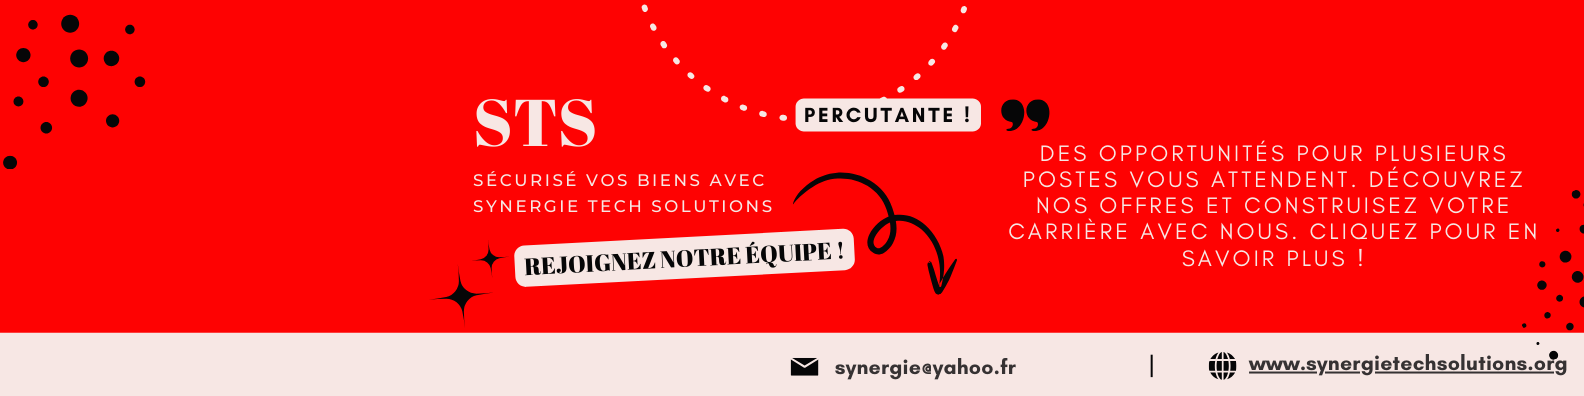 STS
SÉCURISÉ VOS BIENS AVEC
SYNERGIE TECH SOLUTIONS
REJOIGNEZ NOTRE ÉQUIPE !
PERCUTANTE !
DES OPPORTUNITÉS POUR PLUSIEURS
POSTES VOUS ATTENDENT. DÉCOUVREZ
NOS OFFRES ET CONSTRUISEZ VOTRE
CARRIÈRE AVEC NOUS. CLIQUEZ POUR EN
SAVOIR PLUS !
synergie@yahoo.fr
www.synergietechsolutions.org